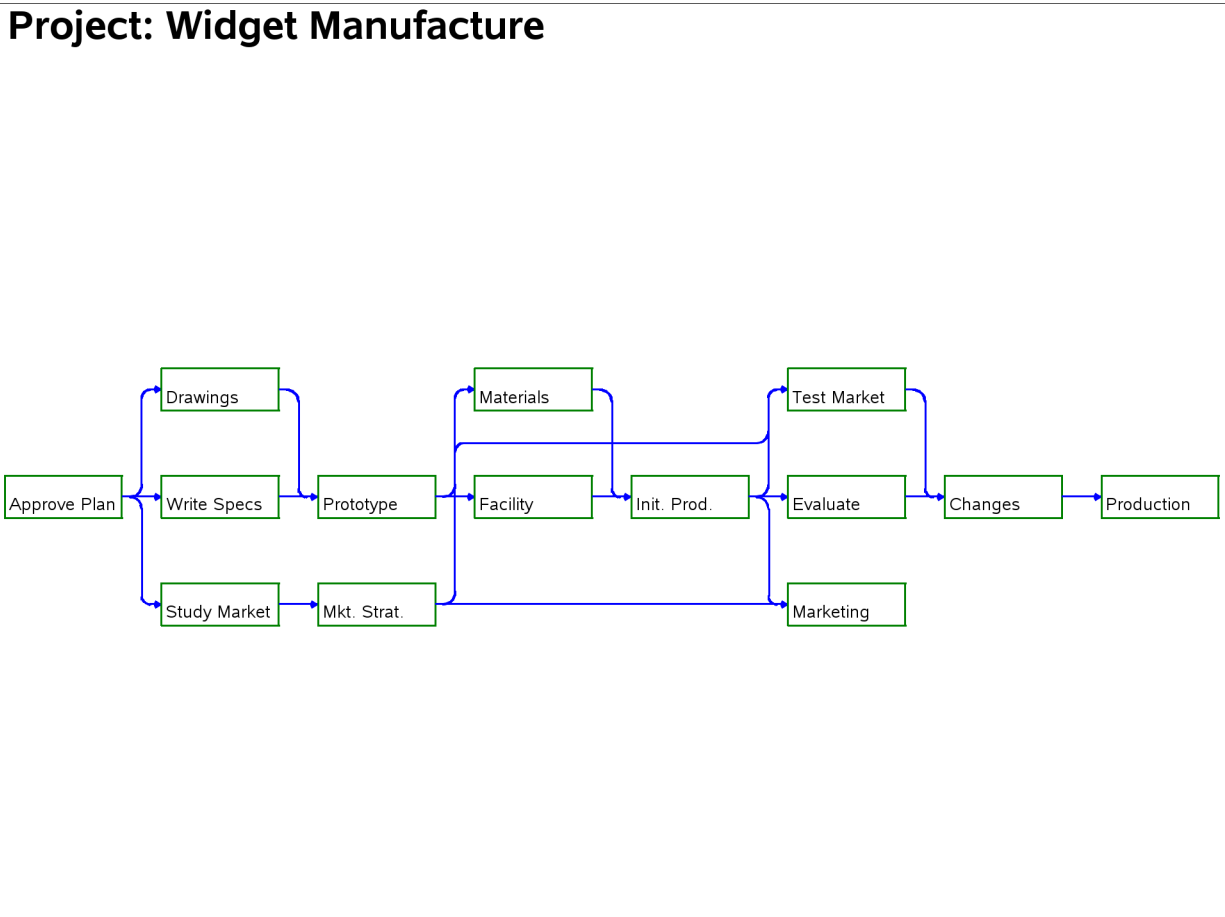 Project: Widget Manufacture
Drawings
Materials
Test Market
Approve Plan
Write Specs
Prototype
Facility
Init. Prod.
Evaluate
Changes
Production
Study Market
Mkt. Strat.
Marketing